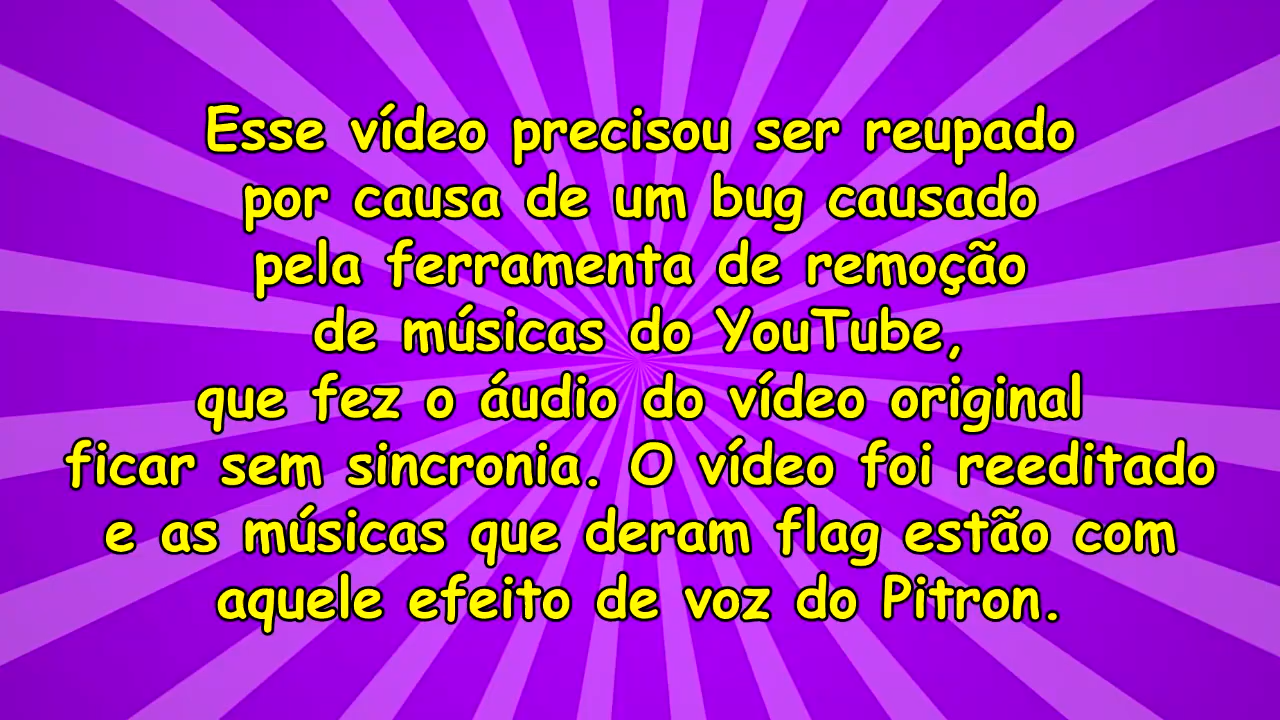 Esse vídeo precisou ser reupado
por causa de um bug causado
pela ferramenta de remoção
de músicas do YouTube,
que fez o áudio do vídeo original
ficar sem sincronia. O vídeo foi reeditado
e as músicas que deram flag estão com
aquele efeito de voz do Pitron.